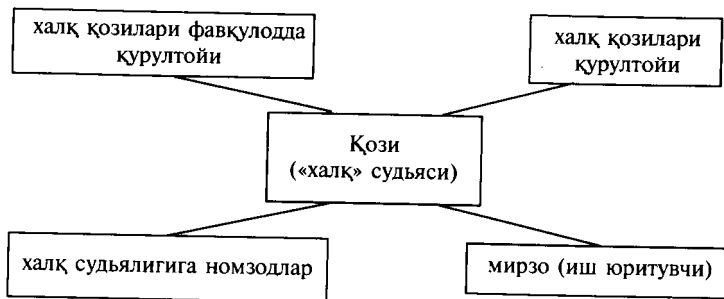 халқ қозилари фавқулодда
қурултойи
халқ қозилари
қурултойи
Қози
(«халқ» судьяси)
халқ судьялигига номзодлар
мирзо (иш юритувчи)